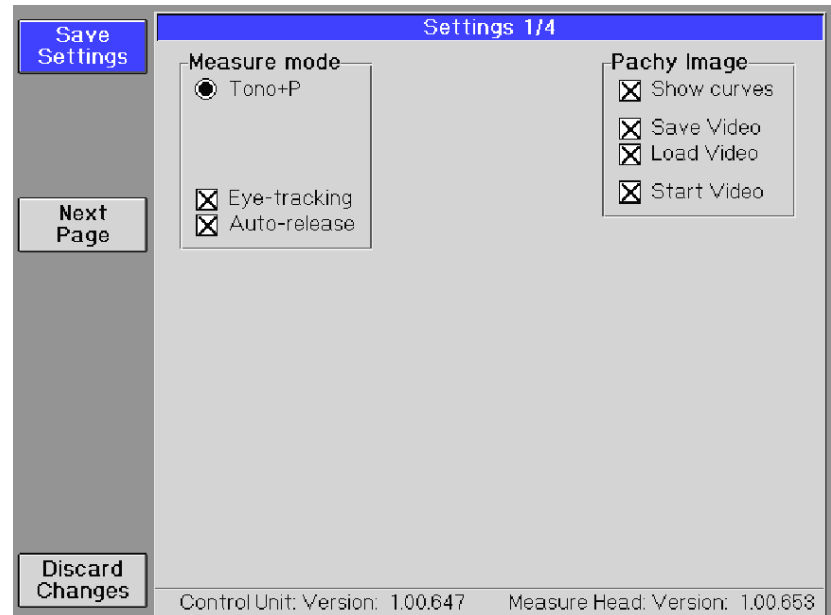 Settings 1/4
Save
Settings
Next
Page
Discard
Changes
Measure mode
Tono+P
Eye-tracking
Auto-release
Pachy Image
Show curves
Save Video
Load Video
Start Video
Control Unit: Version: 1.00.647 Measure Head: Version: 1.00.653